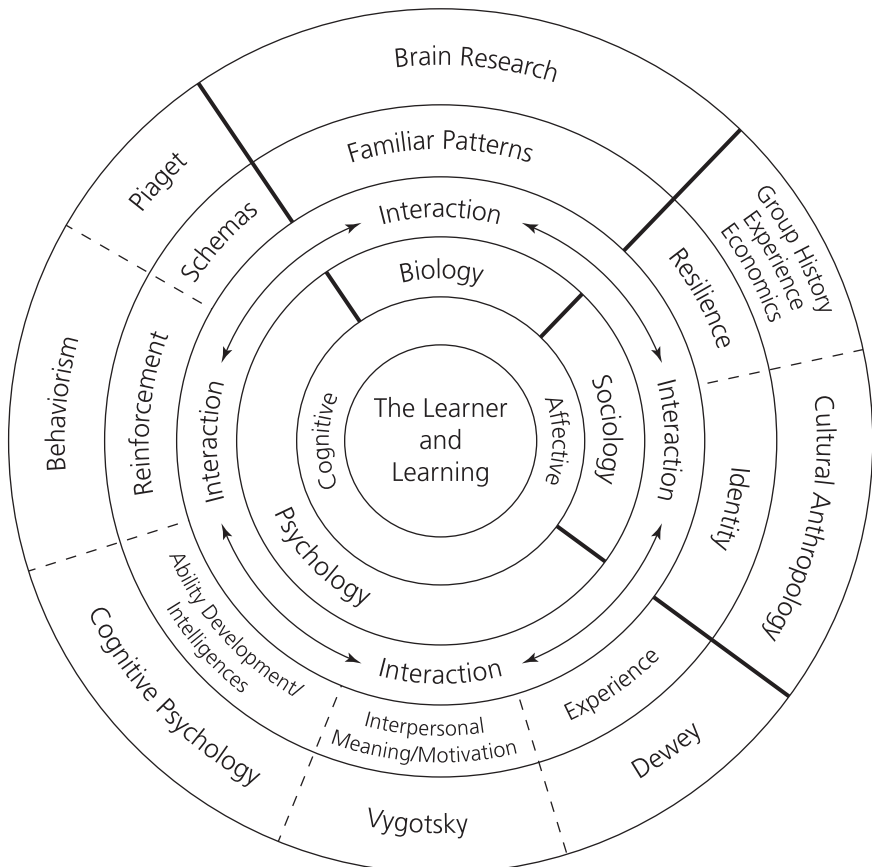 Brain Research
Familiar Patterns
Interaction
Biology
Piaget
Schemas
Group History
Experience
Economics
Resilience
Behaviorism
Reinforcement
Interaction
Cognitive
The Learner
and
Learning
Affective
Sociology
Interaction
Identity
Cultural Anthropology
Psychology
Ability Development/
Intelligences
Cognitive Psychology
Interaction
Interpersonal
Meaning/Motivation
Experience
Vygotsky
Dewey